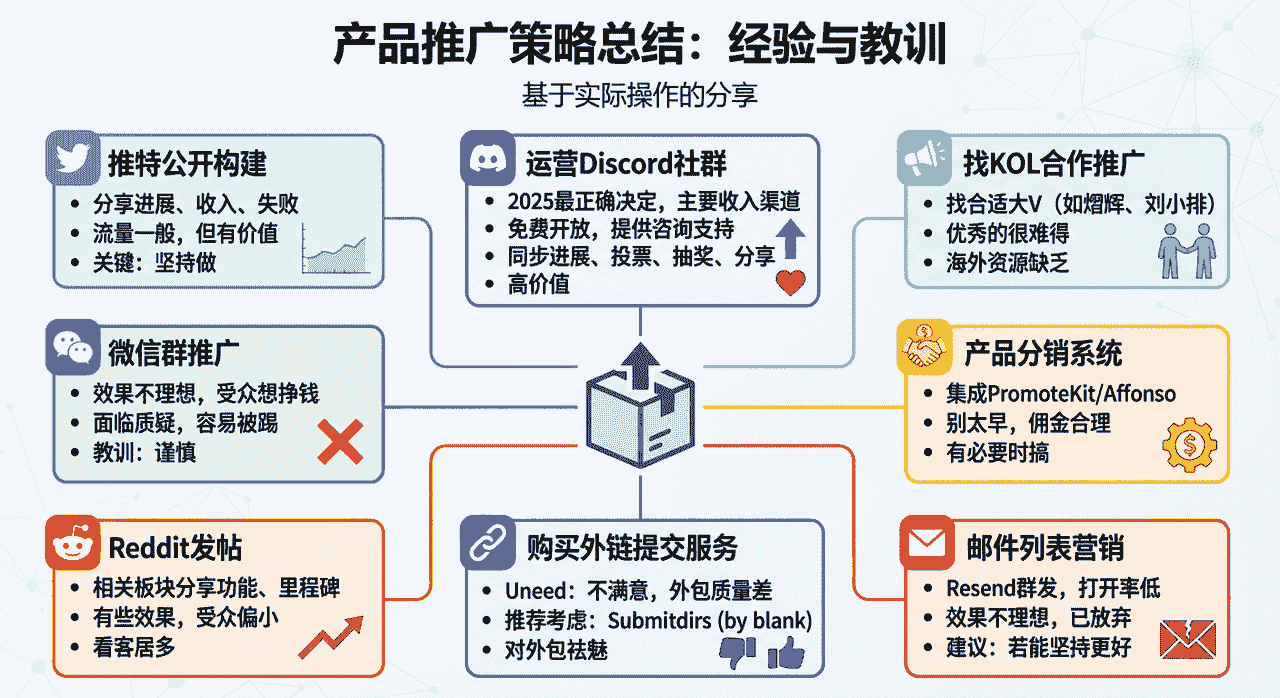 产品推广策略总结：经验与教训
基于实际操作的分享
推特公开构建
• 分享进展、收入、失败
• 流量一般，但有价值
• 关键：坚持做
运营Discord社群
• 2025最正确决定，主要收入渠道
• 免费开放，提供咨询支持
• 同步进展、投票、抽奖、分享
• 高价值
找KOL合作推广
• 找合适大V（如熠辉、刘小排）
• 优秀的很难得
• 海外资源缺乏
微信群推广
• 效果不理想，受众想挣钱
• 面临质疑，容易被踢
• 教训：谨慎
产品分销系统
• 集成PromoteKit/Affonso
• 别太早，佣金合理
• 有必要时搞
Reddit发帖
• 相关板块分享功能、里程碑
• 有些效果，受众偏小
• 看客居多
购买外链提交服务
• Uneed：不满意，外包质量差
• 推荐考虑：Submitdirs (by blank)
• 对外包祛魅
邮件列表营销
• Resend群发，打开率低
• 效果不理想，已放弃
• 建议：若能坚持更好